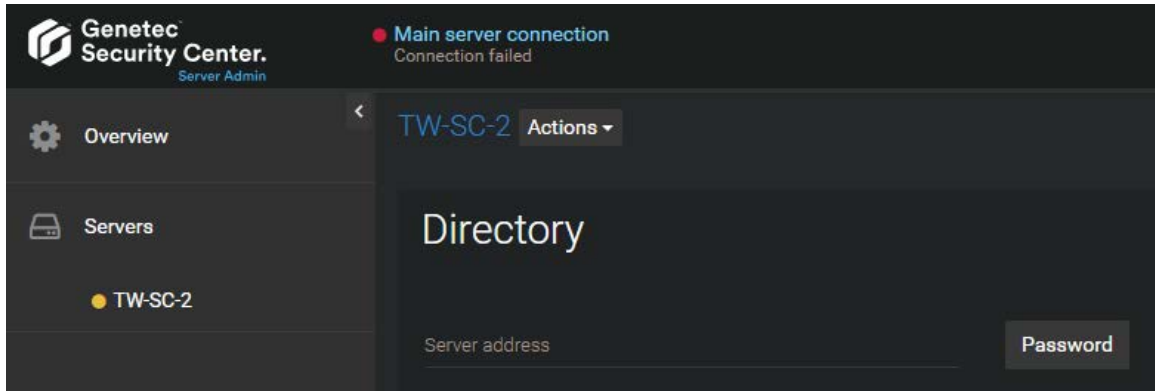 Genetec
Security Center.
Server Admin
Main server connection
Connection failed
Overview
Servers
TW-SC-2
TW-SC-2 Actions
Directory
Server address
Password